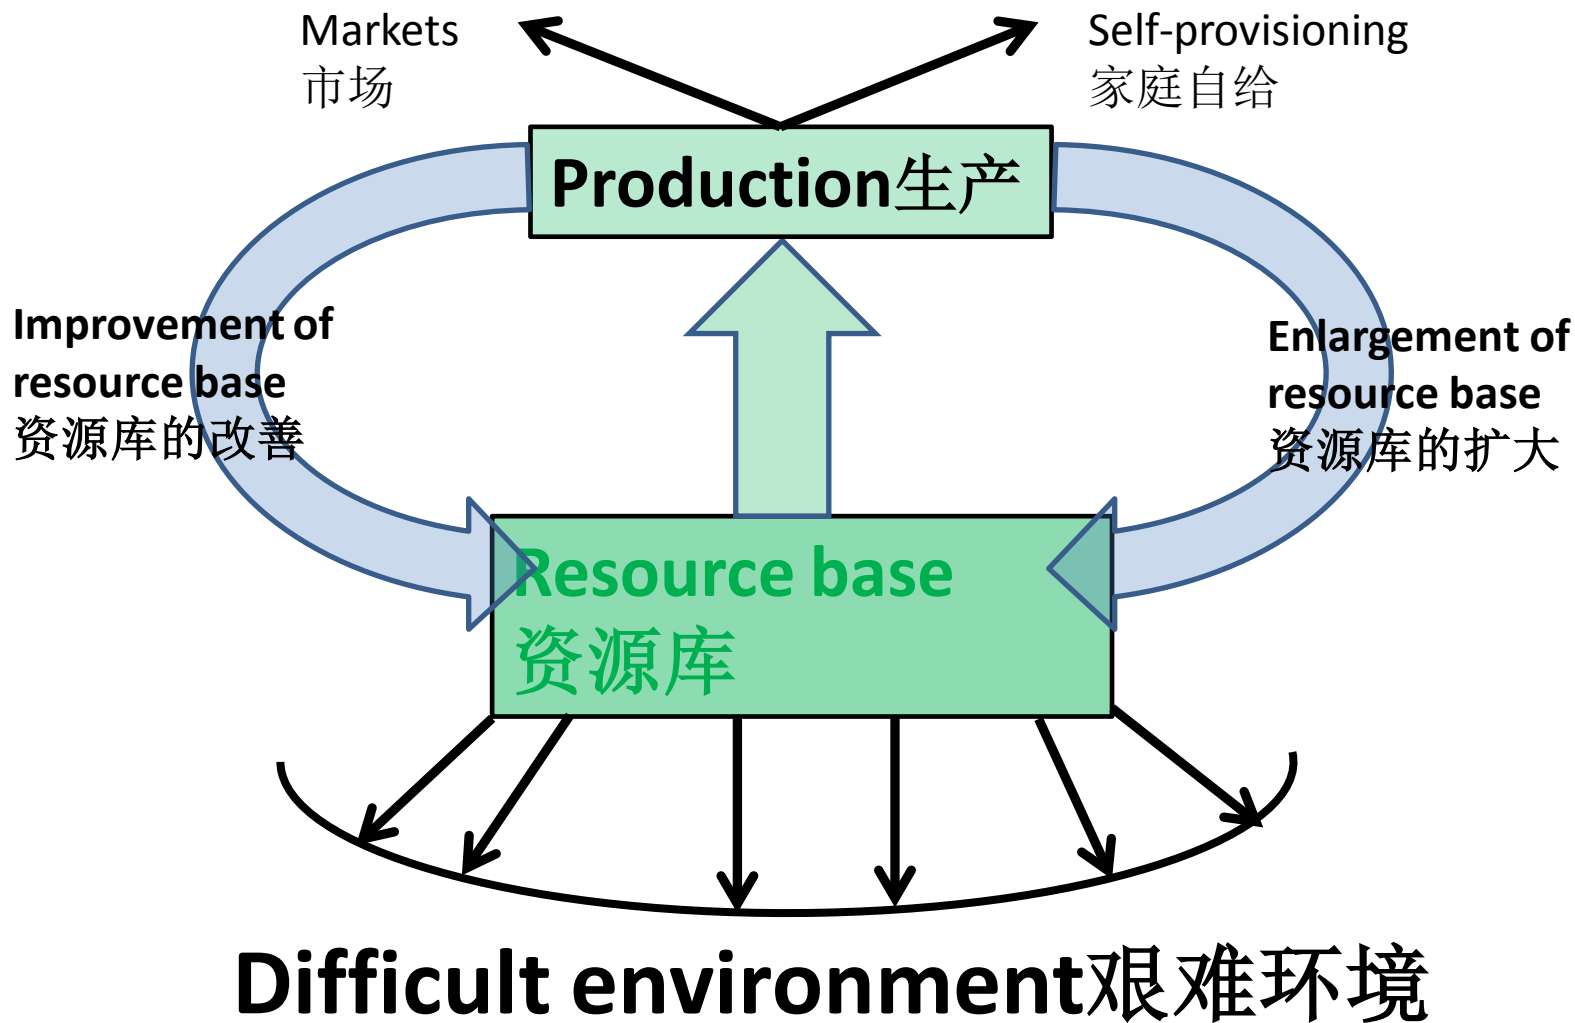 Markets
市场
Self-provisioning
家庭自给
Production生产
Improvement of
resource base
资源库的改善
Enlargement of
resource base
资源库的扩大
Resource base
资源库
Difficult environment艰难环境